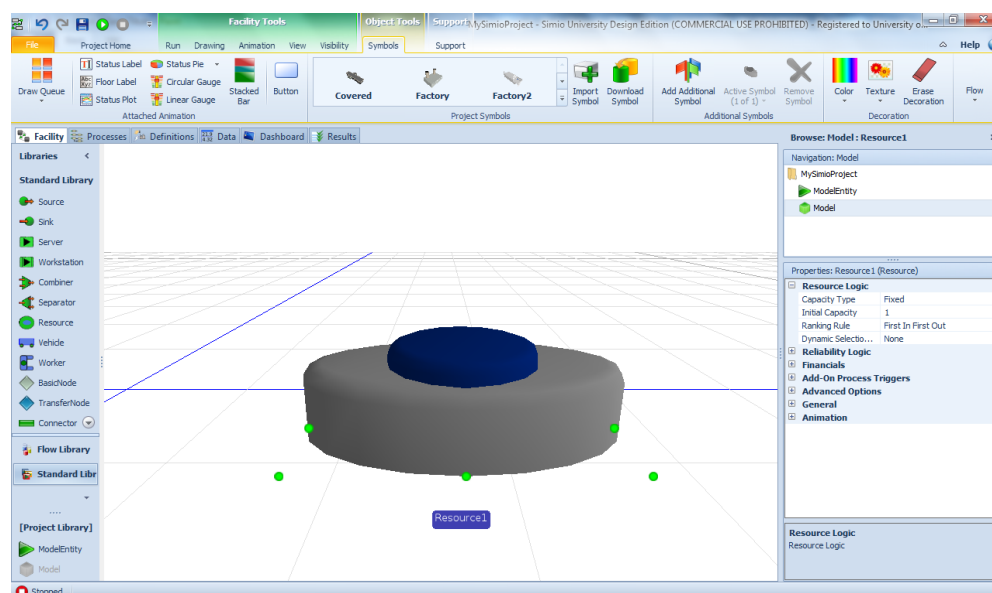 Facility Tools
Object Tools
Support
MySimioProject - Simio University Design Edition (COMMERCIAL USE PROHIBITED) - Registered to University o...
File
Project Home
Run
Drawing
Animation
View
Visibility
Symbols
Support
Help
Draw Queue
Status Label
Floor Label
Status Plot
Status Pie
Circular Gauge
Linear Gauge
Stacked Bar
Button
Attached Animation
Covered
Factory
Factory2
Import Symbol
Download Symbol
Project Symbols
Add Additional Symbol
Active Symbol (1 of 1)
Remove Symbol
Additional Symbols
Color
Texture
Erase Decoration
Decoration
Flow
Facility
Processes
Definitions
Data
Dashboard
Results
Libraries
Standard Library
Source
Sink
Server
Workstation
Combiner
Separator
Resource
Vehicle
Worker
BasicNode
TransferNode
Connector
Flow Library
Standard Libr
[Project Library]
ModelEntity
Model
Resource1
Browse: Model : Resource1
Navigation: Model
MySimioProject
ModelEntity
Model
Properties: Resource1 (Resource)
Resource Logic
Capacity Type Fixed
Initial Capacity 1
Ranking Rule First In First Out
Dynamic Selectio... None
Reliability Logic
Financials
Add-On Process Triggers
Advanced Options
General
Animation
Resource Logic
Resource Logic
Stopped